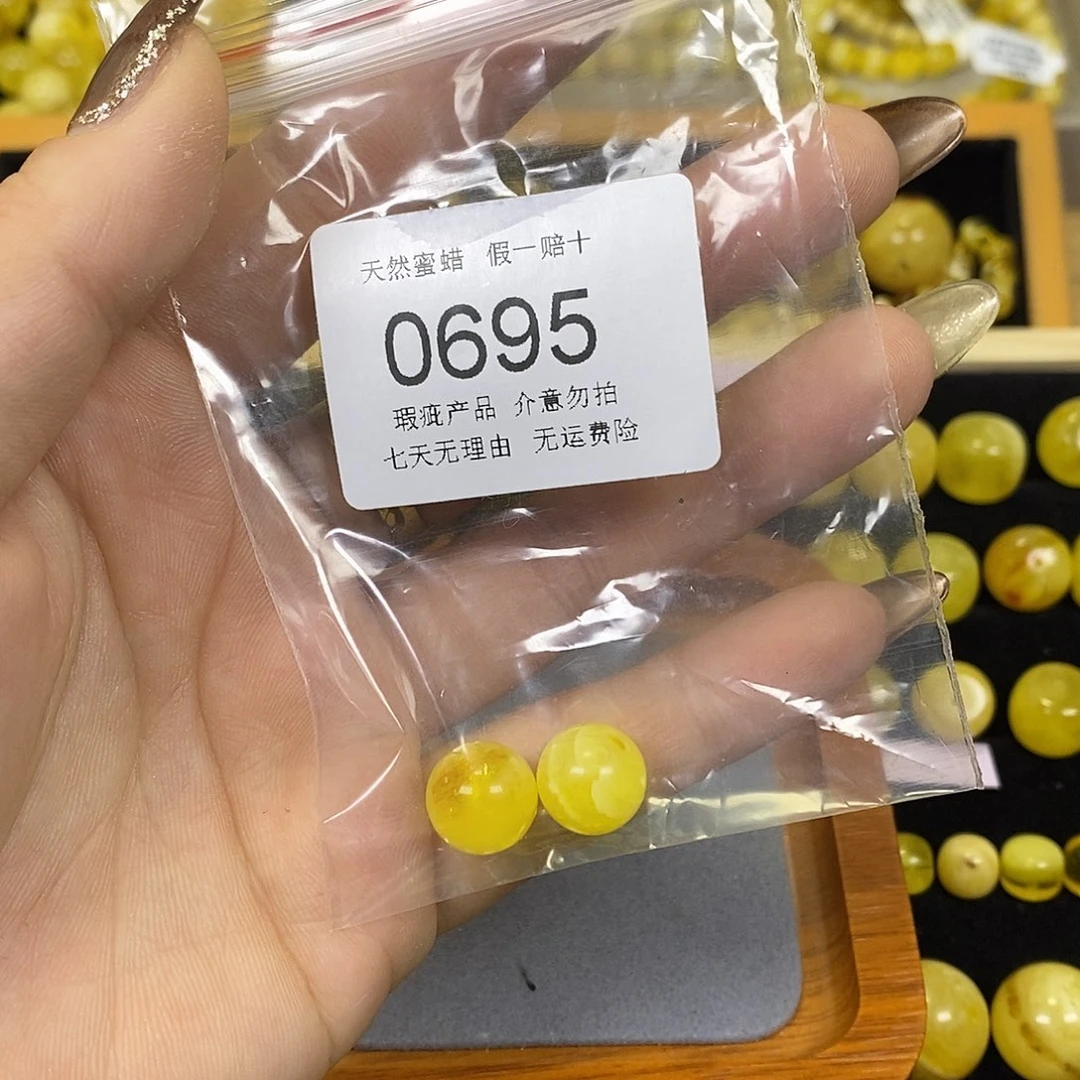 天然蜜蜡 假一赔十
0695
瑕疵产品 介意勿拍
七天无理由 无运费险